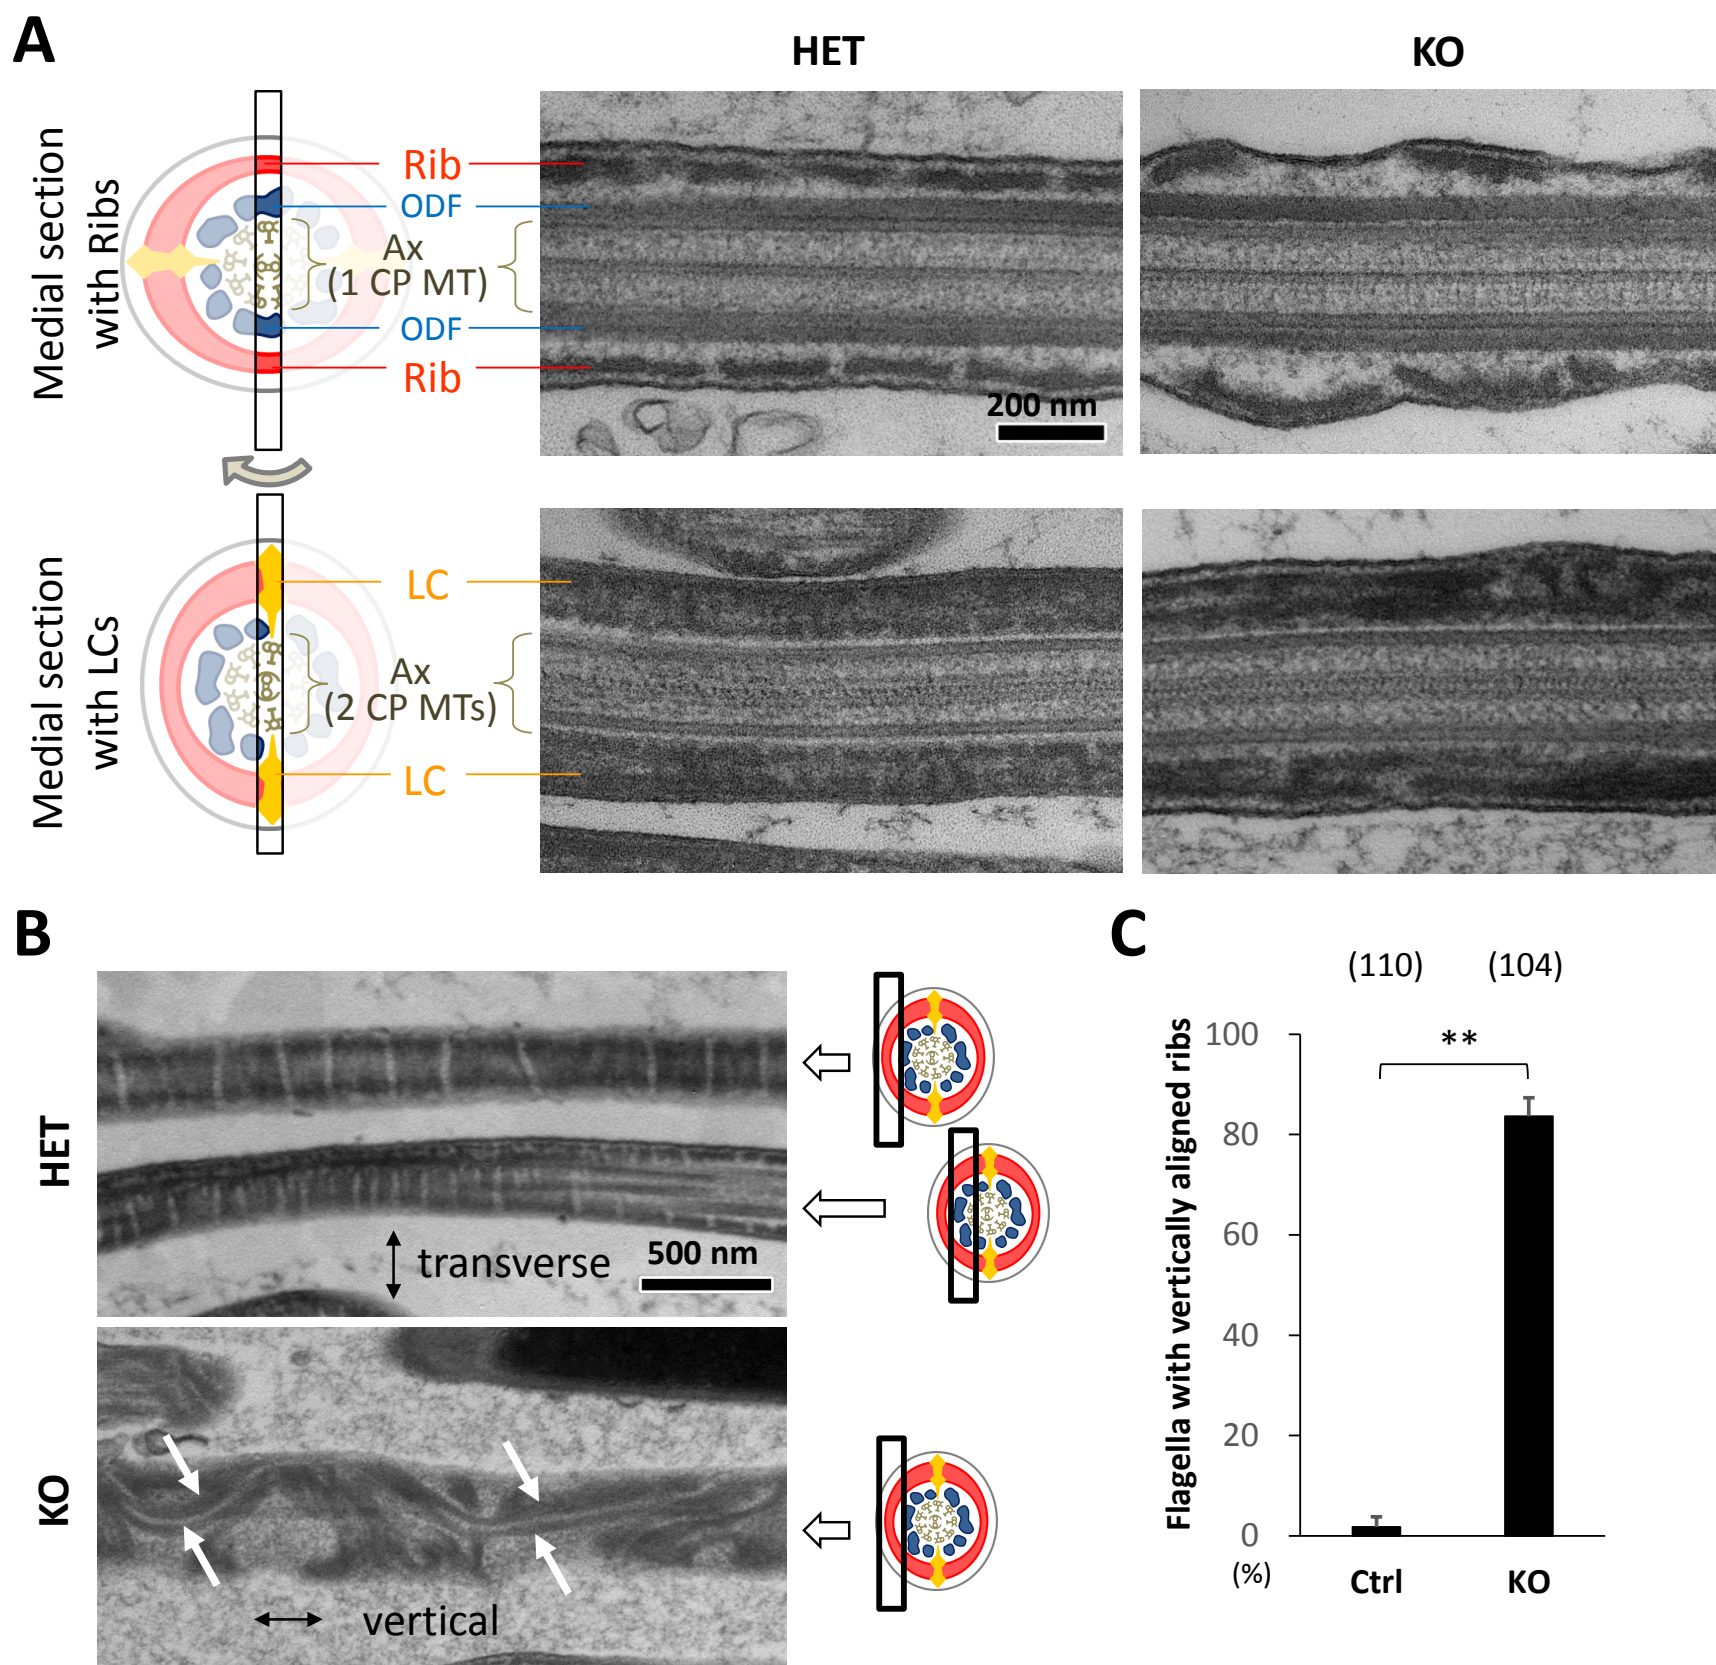 A
HET
KO
Medial section
with Ribs
Rib
ODF
Ax
(1 CP MT)
ODF
Rib
200 nm
Medial section
with LCs
LC
Ax
(2 CP MTs)
LC
B
HET
transverse
500 nm
KO
vertical
C
(110)
(104)
Flagella with vertically aligned ribs
100
80
60
40
20
0
(%)
**
Ctrl
KO